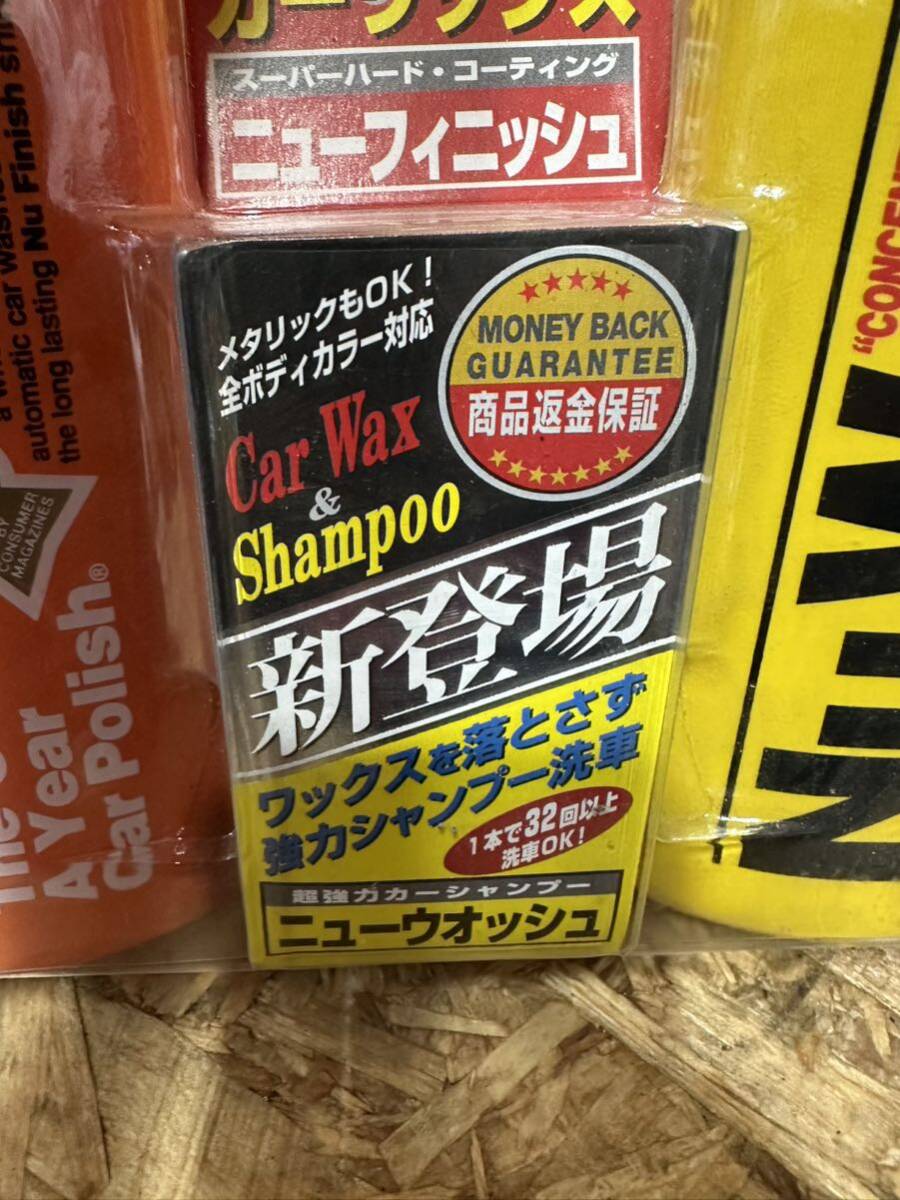 カーワックス
スーパーハード・コーティング
ニューフィニッシュ
automatic car
the long lasting Nu Finish
BY
CONSUMER
MAGAZINES
A Year
Car Polish®
メタリックもOK！
全ボディカラー対応
MONEY BACK
GUARANTEE
商品返金保証
Car Wax
&
Shampoo
新登場
ワックスを落とさず
強力シャンプー洗車
1本で32回以上
洗車OK！
超強力カーシャンプー
ニューウオッシュ